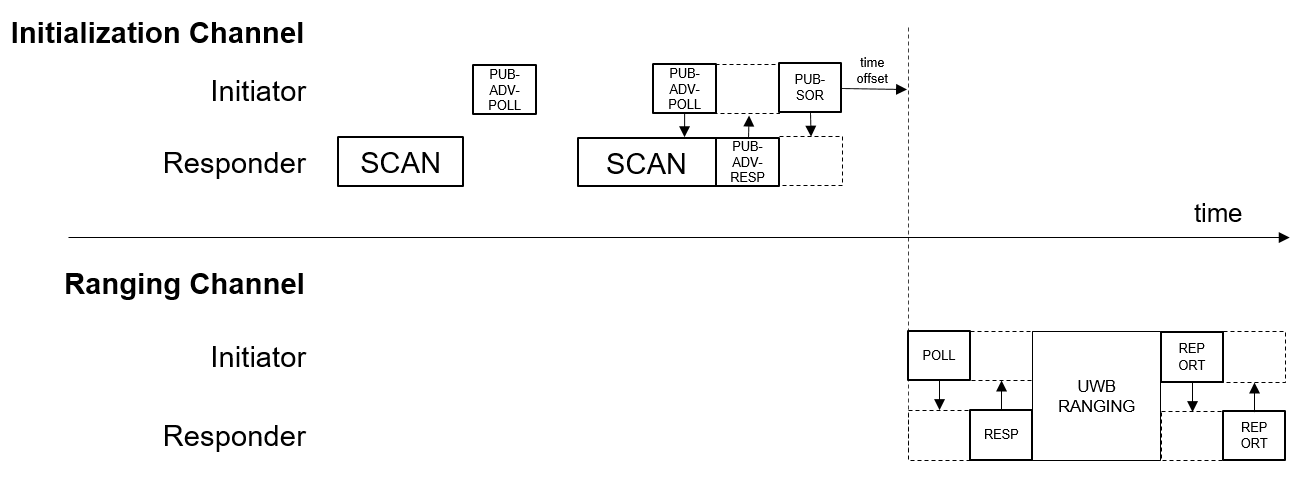 Initialization Channel
Initiator
PUB-
ADV-
POLL
PUB-
ADV-
POLL
PUB-
SOR
time
offset
Responder
SCAN
SCAN
PUB-
ADV-
RESP
time
Ranging Channel
Initiator
POLL
UWB
RANGING
REP
ORT
Responder
RESP
REP
ORT